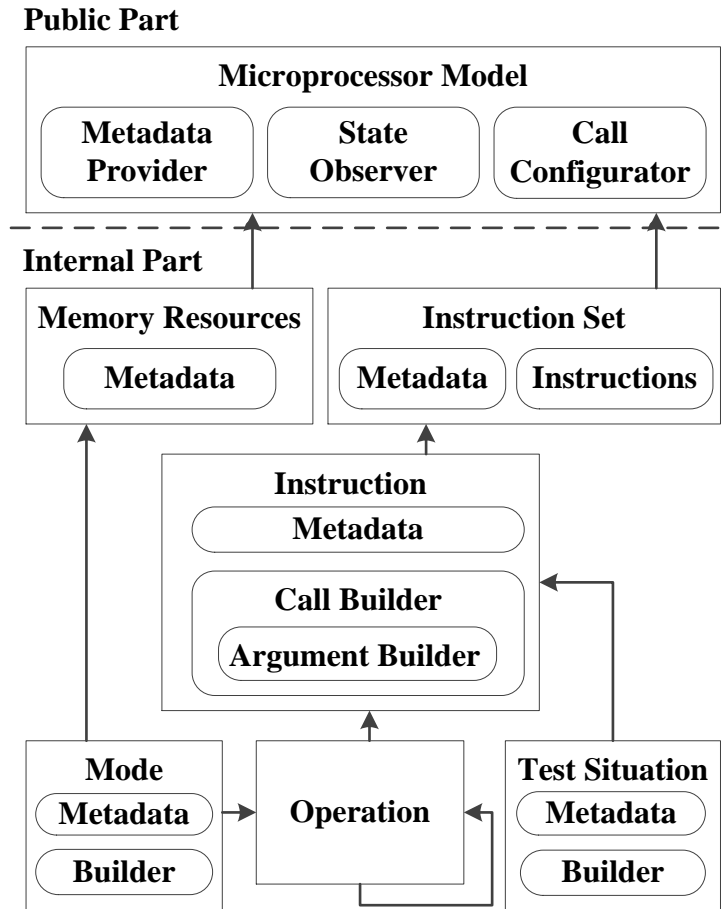 Public Part
Microprocessor Model
Metadata
Provider
State
Observer
Call
Configurator
Internal Part
Memory Resources
Metadata
Instruction Set
Metadata
Instructions
Instruction
Metadata
Call Builder
Argument Builder
Mode
Metadata
Builder
Operation
Test Situation
Metadata
Builder